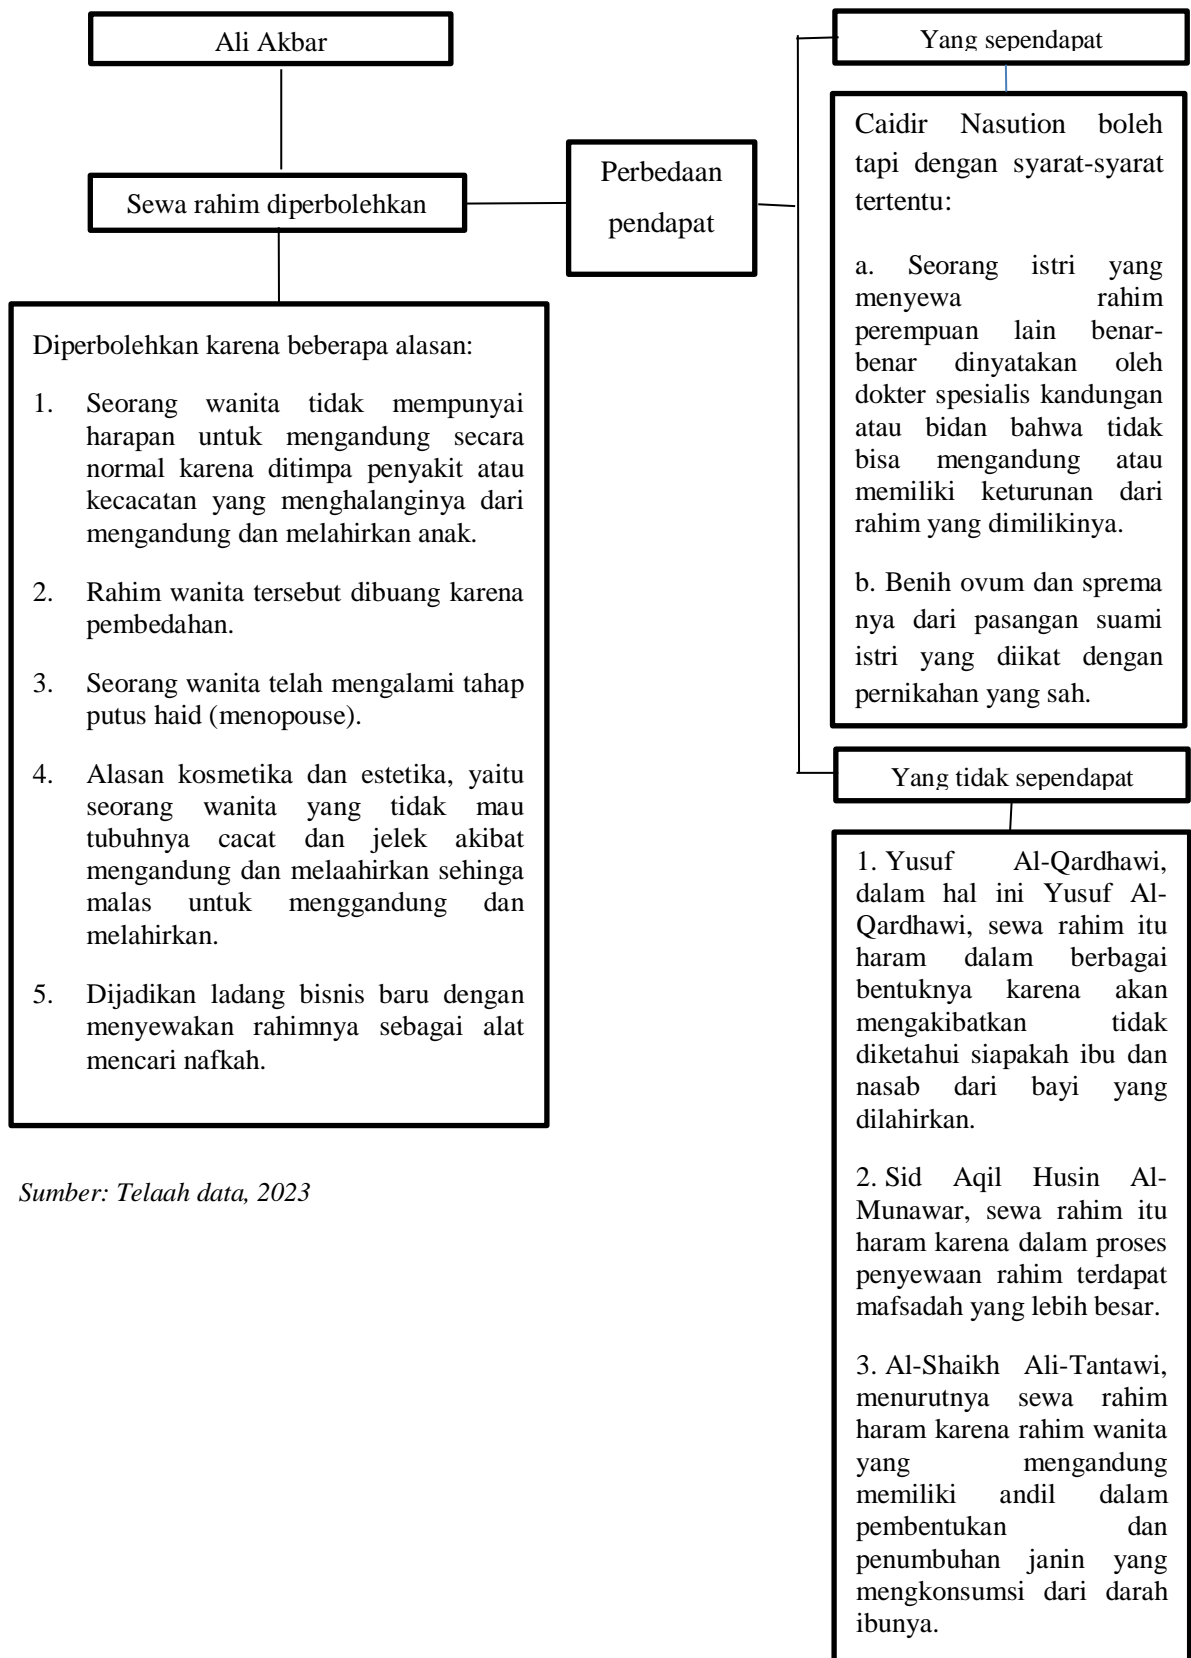 Ali Akbar
Sewa rahim diperbolehkan
Diperbolehkan karena beberapa alasan:
1. Seorang wanita tidak mempunyai
harapan untuk mengandung secara
normal karena ditimpa penyakit atau
kecacatan yang menghalanginya dari
mengandung dan melahirkan anak.
2. Rahim wanita tersebut dibuang karena
pembedahan.
3. Seorang wanita telah mengalami tahap
putus haid (menopouse).
4. Alasan kosmetika dan estetika, yaitu
seorang wanita yang tidak mau
tubuhnya cacat dan jelek akibat
mengandung dan melaahirkan sehinga
malas untuk menggandung dan
melahirkan.
5. Dijadikan ladang bisnis baru dengan
menyewakan rahimnya sebagai alat
mencari nafkah.
Sumber: Telaah data, 2023
Perbedaan
pendapat
Yang sependapat
Caidir Nasution boleh
tapi dengan syarat-syarat
tertentu:
a. Seorang istri yang
menyewa rahim
perempuan lain benar-
benar dinyatakan oleh
dokter spesialis kandungan
atau bidan bahwa tidak
bisa mengandung atau
memiliki keturunan dari
rahim yang dimilikinya.
b. Benih ovum dan sprema
nya dari pasangan suami
istri yang diikat dengan
pernikahan yang sah.
Yang tidak sependapat
1. Yusuf Al-Qardhawi,
dalam hal ini Yusuf Al-
Qardhawi, sewa rahim itu
haram dalam berbagai
bentuknya karena akan
mengakibatkan tidak
diketahui siapakah ibu dan
nasab dari bayi yang
dilahirkan.
2. Sid Aqil Husin Al-
Munawar, sewa rahim itu
haram karena dalam proses
penyewaan rahim terdapat
mafsadah yang lebih besar.
3. Al-Shaikh Ali-Tantawi,
menurutnya sewa rahim
haram karena rahim wanita
yang mengandung
memiliki andil dalam
pembentukan dan
penumbuhan janin yang
mengkonsumsi dari darah
ibunya.